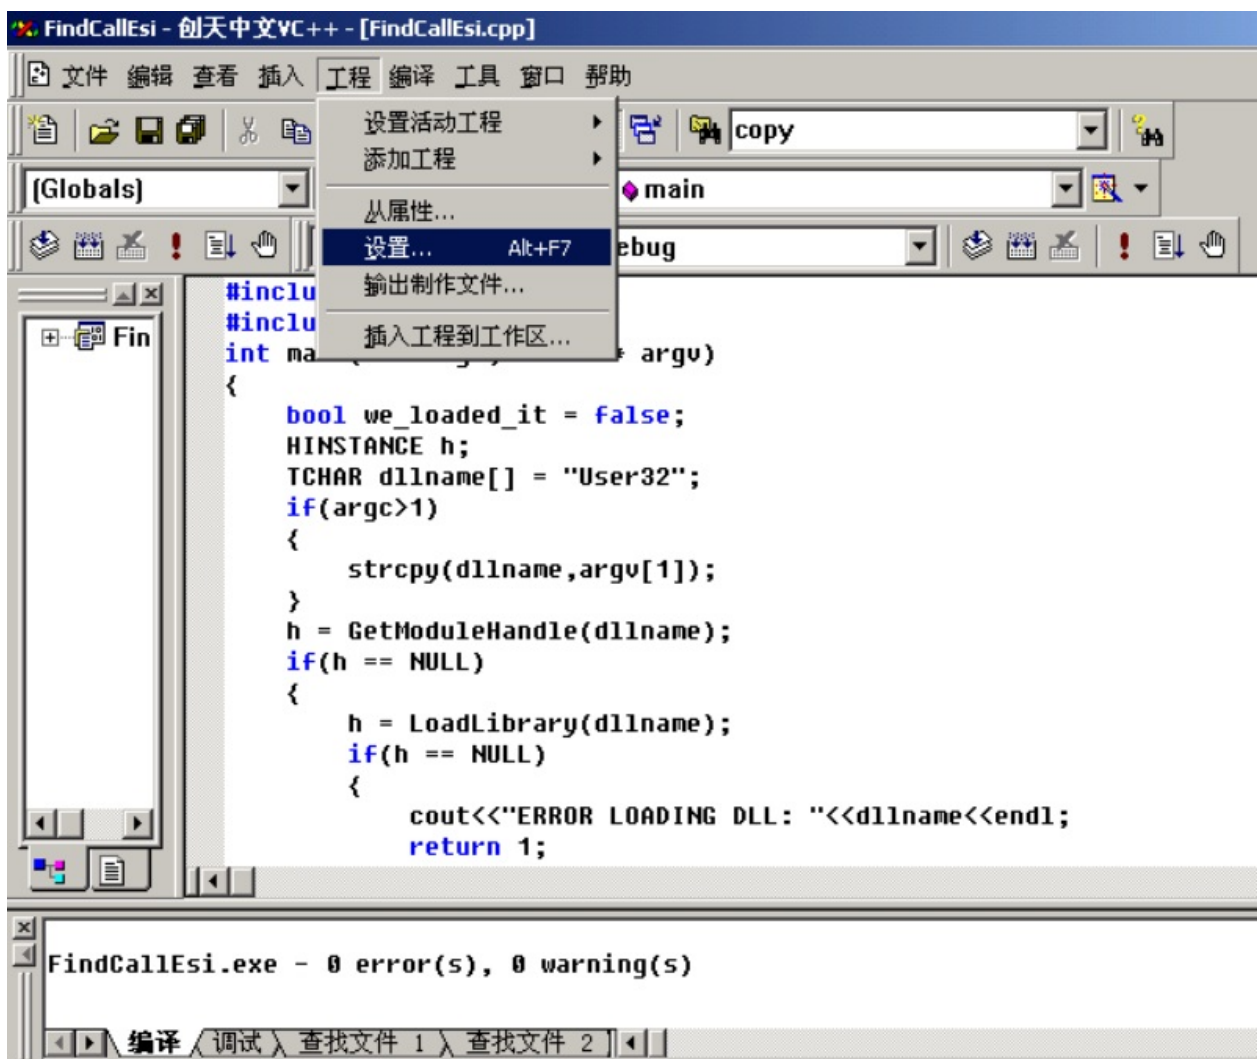 FindCallEsi - 创天中文VC++ - [FindCallEsi.cpp]
文件 编辑 查看 插入 工程 编译 工具 窗口 帮助
设置活动工程
添加工程
从属性...
设置... Alt+F7
输出制作文件...
插入工程到工作区...
copy
(Globals)
main
ebug
Fin
#inclu
#inclu
int ma argv)
{
bool we_loaded_it = false;
HINSTANCE h;
TCHAR dllname[] = "User32";
if(argc>1)
{
strcpy(dllname,argv[1]);
}
h = GetModuleHandle(dllname);
if(h == NULL)
{
h = LoadLibrary(dllname);
if(h == NULL)
{
cout<<"ERROR LOADING DLL: "<<dllname<<endl;
return 1;
FindCallEsi.exe - 0 error(s), 0 warning(s)
编译 调试 查找文件 1 查找文件 2